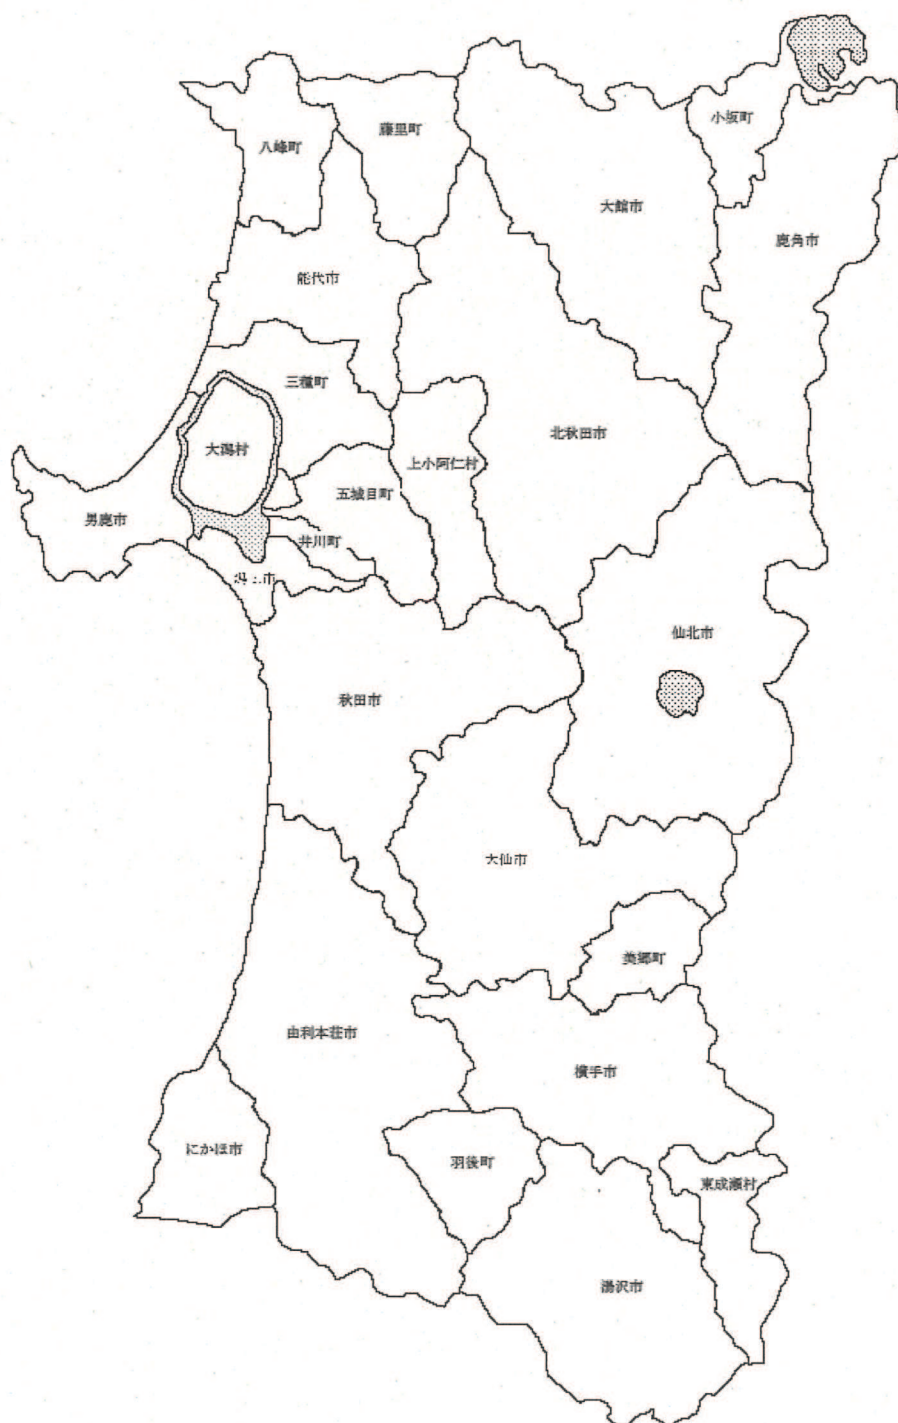 小坂町
藤里町
八峰町
大館市
鹿角市
能代市
三種町
北秋田市
大潟村
上小阿仁村
五城目町
男鹿市
井川町
市
仙北市
秋田市
大仙市
美郷町
由利本荘市
横手市
にかほ市
羽後町
東成瀬村
湯沢市